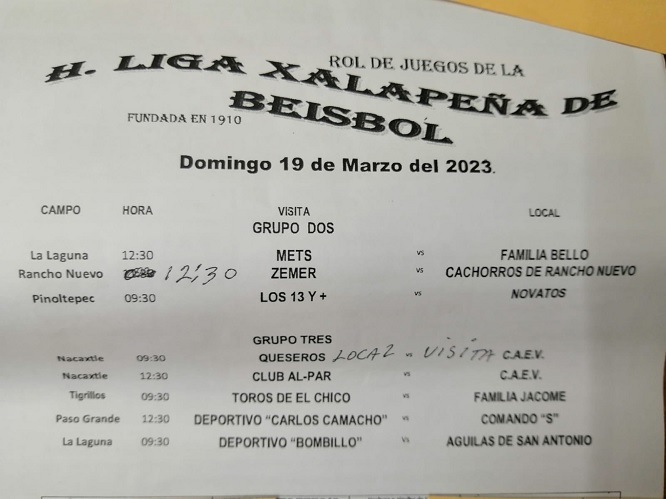 ROL DE JUEGOS DE LA
H. LIGA XALAPEÑA DE
BEISBOL
FUNDADA EN 1910
Domingo 19 de Marzo del 2023.
CAMPO HORA VISITA LOCAL
GRUPO DOS
La Laguna 12:30 METS vs FAMILIA BELLO
Rancho Nuevo 12:30 ZEMER vs CACHORROS DE RANCHO NUEVO
Pinoltepec 09:30 LOS 13 Y + vs NOVATOS
GRUPO TRES
Nacaxtle 09:30 QUESEROS LOCAL vs VISITA C.A.E.V.
Nacaxtle 12:30 CLUB AL-PAR vs C.A.E.V.
Tigrillos 09:30 TOROS DE EL CHICO vs FAMILIA JACOME
Paso Grande 12:30 DEPORTIVO "CARLOS CAMACHO" vs COMANDO "S"
La Laguna 09:30 DEPORTIVO "BOMBILLO" vs AGUILAS DE SAN ANTONIO